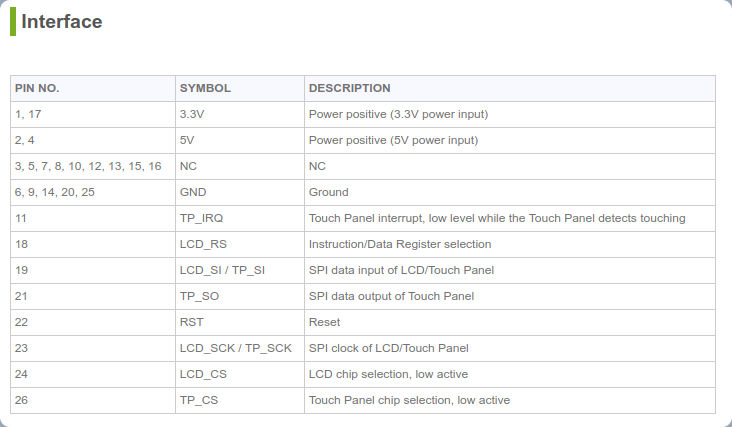 Interface
PIN NO. SYMBOL DESCRIPTION
1, 17 3.3V Power positive (3.3V power input)
2, 4 5V Power positive (5V power input)
3, 5, 7, 8, 10, 12, 13, 15, 16 NC NC
6, 9, 14, 20, 25 GND Ground
11 TP_IRQ Touch Panel interrupt, low level while the Touch Panel detects touching
18 LCD_RS Instruction/Data Register selection
19 LCD_SI / TP_SI SPI data input of LCD/Touch Panel
21 TP_SO SPI data output of Touch Panel
22 RST Reset
23 LCD_SCK / TP_SCK SPI clock of LCD/Touch Panel
24 LCD_CS LCD chip selection, low active
26 TP_CS Touch Panel chip selection, low active